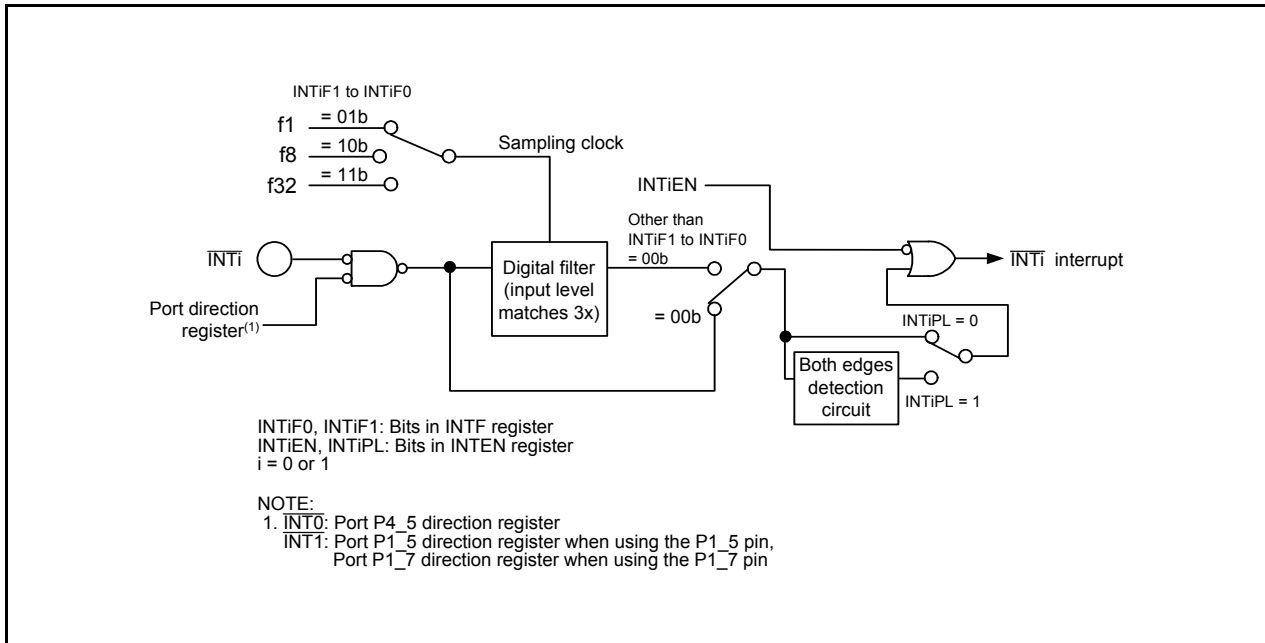 INTiF1 to INTiF0
f1
= 01b
f8
= 10b
f32
= 11b
Sampling clock
INTiEN
Other than
INTiF1 to INTiF0
= 00b
INTi
Digital filter
(input level
matches 3x)
INTi interrupt
Port direction
register(1)
= 00b
INTiPL = 0
Both edges
detection
circuit
INTiPL = 1
INTiF0, INTiF1: Bits in INTF register
INTiEN, INTiPL: Bits in INTEN register
i = 0 or 1
NOTE:
1. INT0: Port P4_5 direction register
INT1: Port P1_5 direction register when using the P1_5 pin,
Port P1_7 direction register when using the P1_7 pin